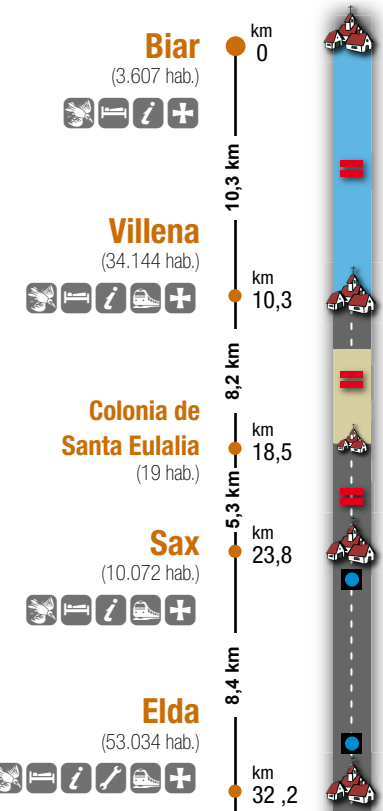 Biar
(3.607 hab.)
i
km
0
10,3 km
Villena
(34.144 hab.)
i
km
10,3
8,2 km
Colonia de
Santa Eulalia
(19 hab.)
km
18,5
5,3 km
Sax
(10.072 hab.)
i
km
23,8
8,4 km
Elda
(53.034 hab.)
i
km
32 ,2